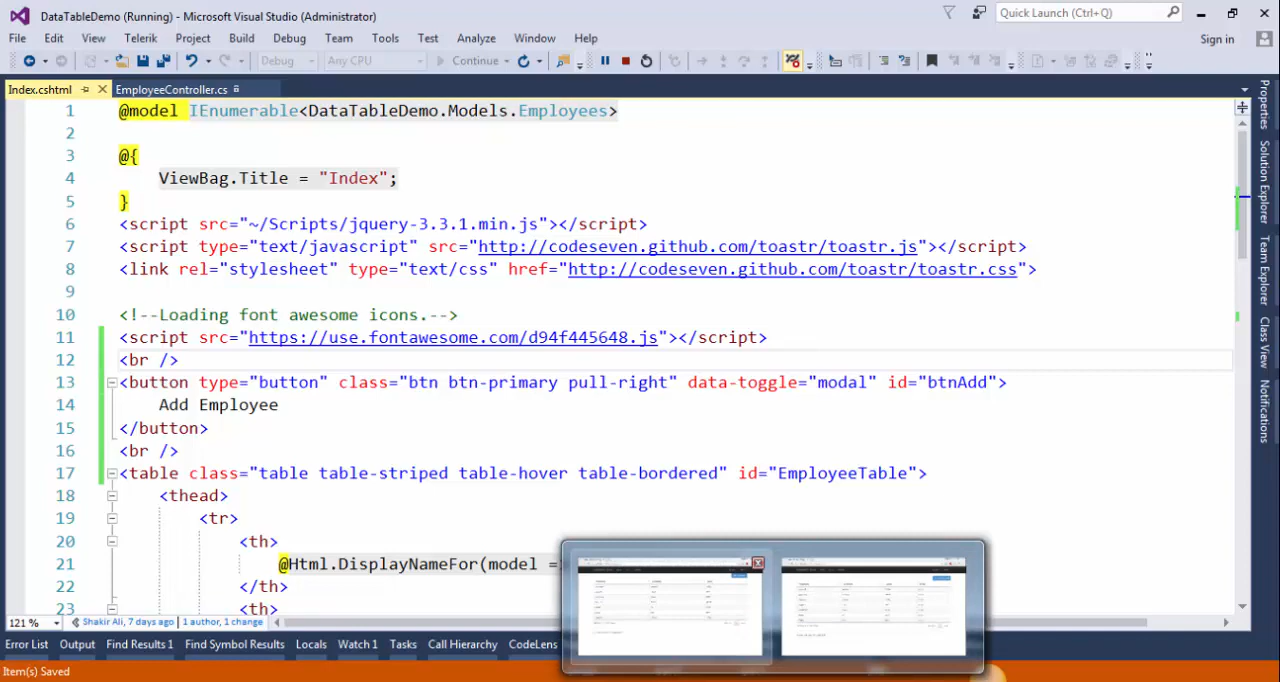 DataTableDemo (Running) - Microsoft Visual Studio (Administrator)
Quick Launch (Ctrl+Q)
File Edit View Telerik Project Build Debug Team Tools Test Analyze Window Help
Sign in
Debug Any CPU Continue
Index.cshtml EmployeeController.cs
1 @model IEnumerable<DataTableDemo.Models.Employees>
2
3 @{
4 ViewBag.Title = "Index";
5 }
6 <script src="~/Scripts/jquery-3.3.1.min.js"></script>
7 <script type="text/javascript" src="http://codeseven.github.com/toastr/toastr.js"></script>
8 <link rel="stylesheet" type="text/css" href="http://codeseven.github.com/toastr/toastr.css">
9
10 <!--Loading font awesome icons.-->
11 <script src="https://use.fontawesome.com/d94f445648.js"></script>
12 <br />
13 <button type="button" class="btn btn-primary pull-right" data-toggle="modal" id="btnAdd">
14 Add Employee
15 </button>
16 <br />
17 <table class="table table-striped table-hover table-bordered" id="EmployeeTable">
18 <thead>
19 <tr>
20 <th>
21 @Html.DisplayNameFor(model =
22 </th>
23 <th>
121 % Shakir Ali, 7 days ago | 1 author, 1 change
Error List Output Find Results 1 Find Symbol Results Locals Watch 1 Tasks Call Hierarchy CodeLens
Item(s) Saved
Properties
Solution Explorer
Team Explorer
Class View
Notifications